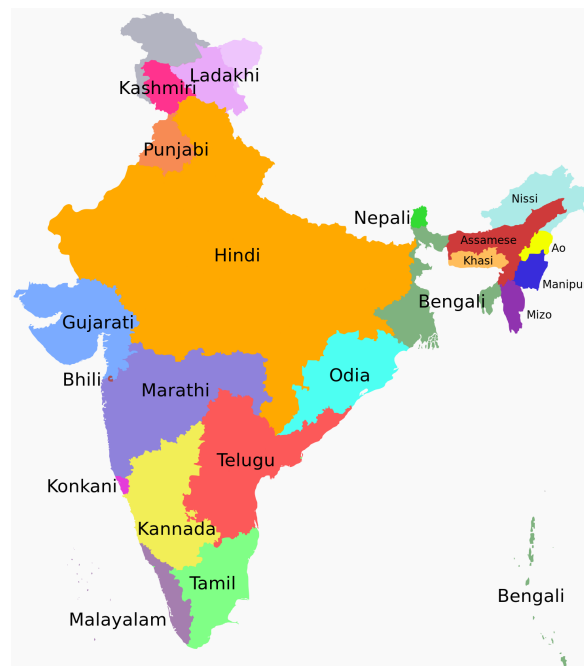 Ladakhi
Kashmiri
Punjabi
Nissi
Nepali
Assamese
Ao
Hindi
Khasi
Manipu
Bengali
Mizo
Gujarati
Odia
Bhili
Marathi
Telugu
Konkani
Kannada
Tamil
Bengali
Malayalam